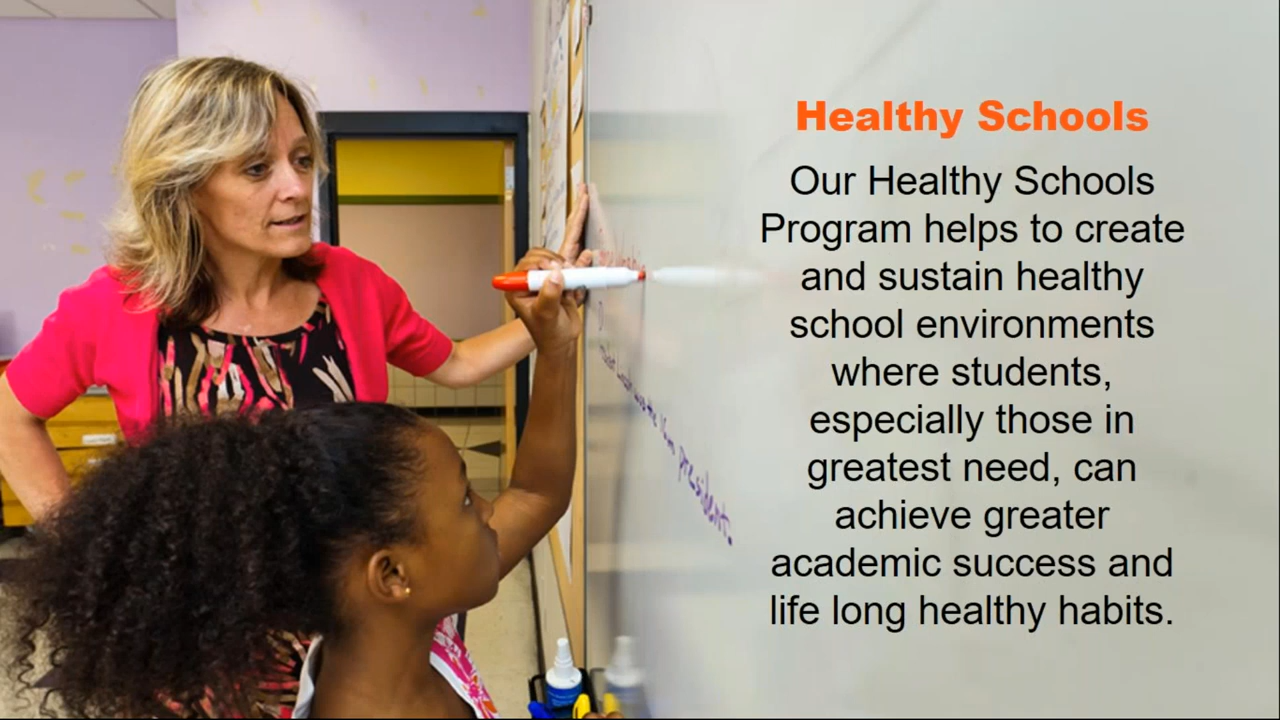 Healthy Schools
Our Healthy Schools
Program helps to create
and sustain healthy
school environments
where students,
especially those in
greatest need, can
achieve greater
academic success and
life long healthy habits.
president.